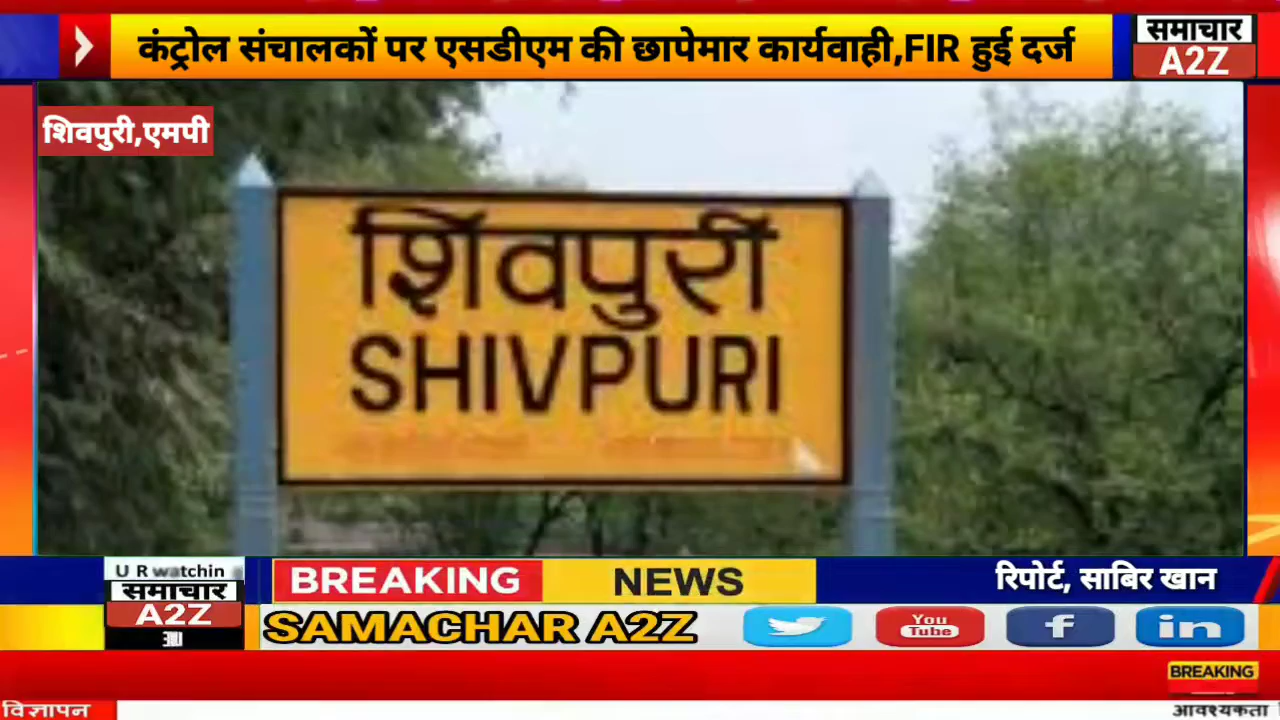 कंट्रोल संचालकों पर एसडीएम की छापेमार कार्यवाही,FIR हुई दर्ज
समाचार
A2Z
शिवपुरी,एमपी
शिवपुरी
SHIVPURI
U R watchin
समाचार
A2Z
BREAKING NEWS
रिपोर्ट, साबिर खान
SAMACHAR A2Z
You
Tube
f
in
BREAKING
विज्ञापन
आवश्यकता